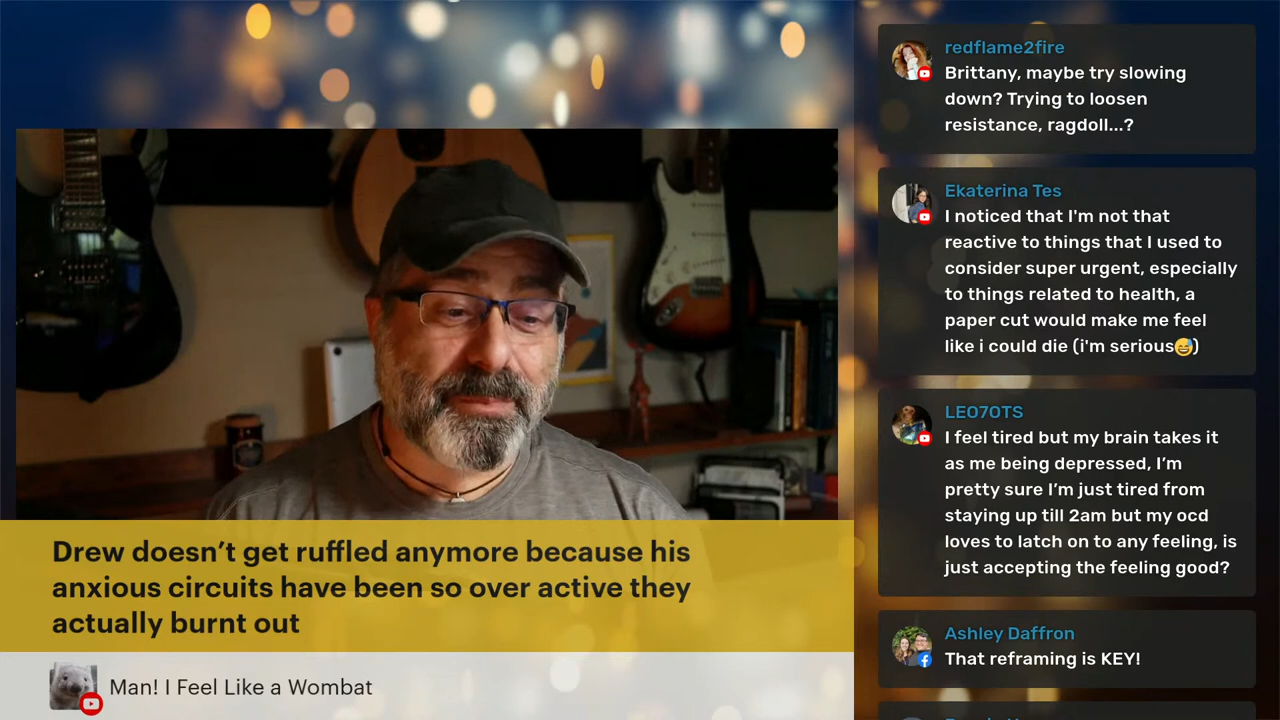 redflame2fire
Brittany, maybe try slowing
down? Trying to loosen
resistance, ragdoll...?
Ekaterina Tes
I noticed that I'm not that
reactive to things that I used to
consider super urgent, especially
to things related to health, a
paper cut would make me feel
like i could die (i'm serious😅)
LEO7OTS
I feel tired but my brain takes it
as me being depressed, I’m
pretty sure I’m just tired from
staying up till 2am but my ocd
loves to latch on to any feeling, is
just accepting the feeling good?
Ashley Daffron
That reframing is KEY!
Drew doesn’t get ruffled anymore because his
anxious circuits have been so over active they
actually burnt out
Man! I Feel Like a Wombat